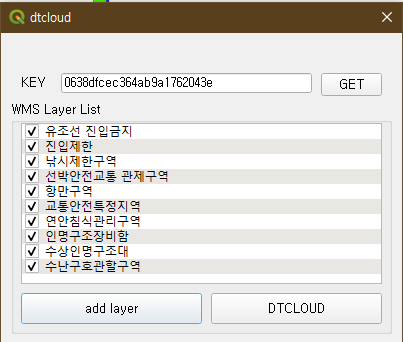 dtcloud
KEY 0638dfcec364ab9a1762043e GET
WMS Layer List
유조선 진입금지
진입제한
낚시제한구역
선박안전교통 관제구역
항만구역
교통안전특정지역
연안침식관리구역
인명구조장비함
수상인명구조대
수난구호관할구역
add layer DTCLOUD